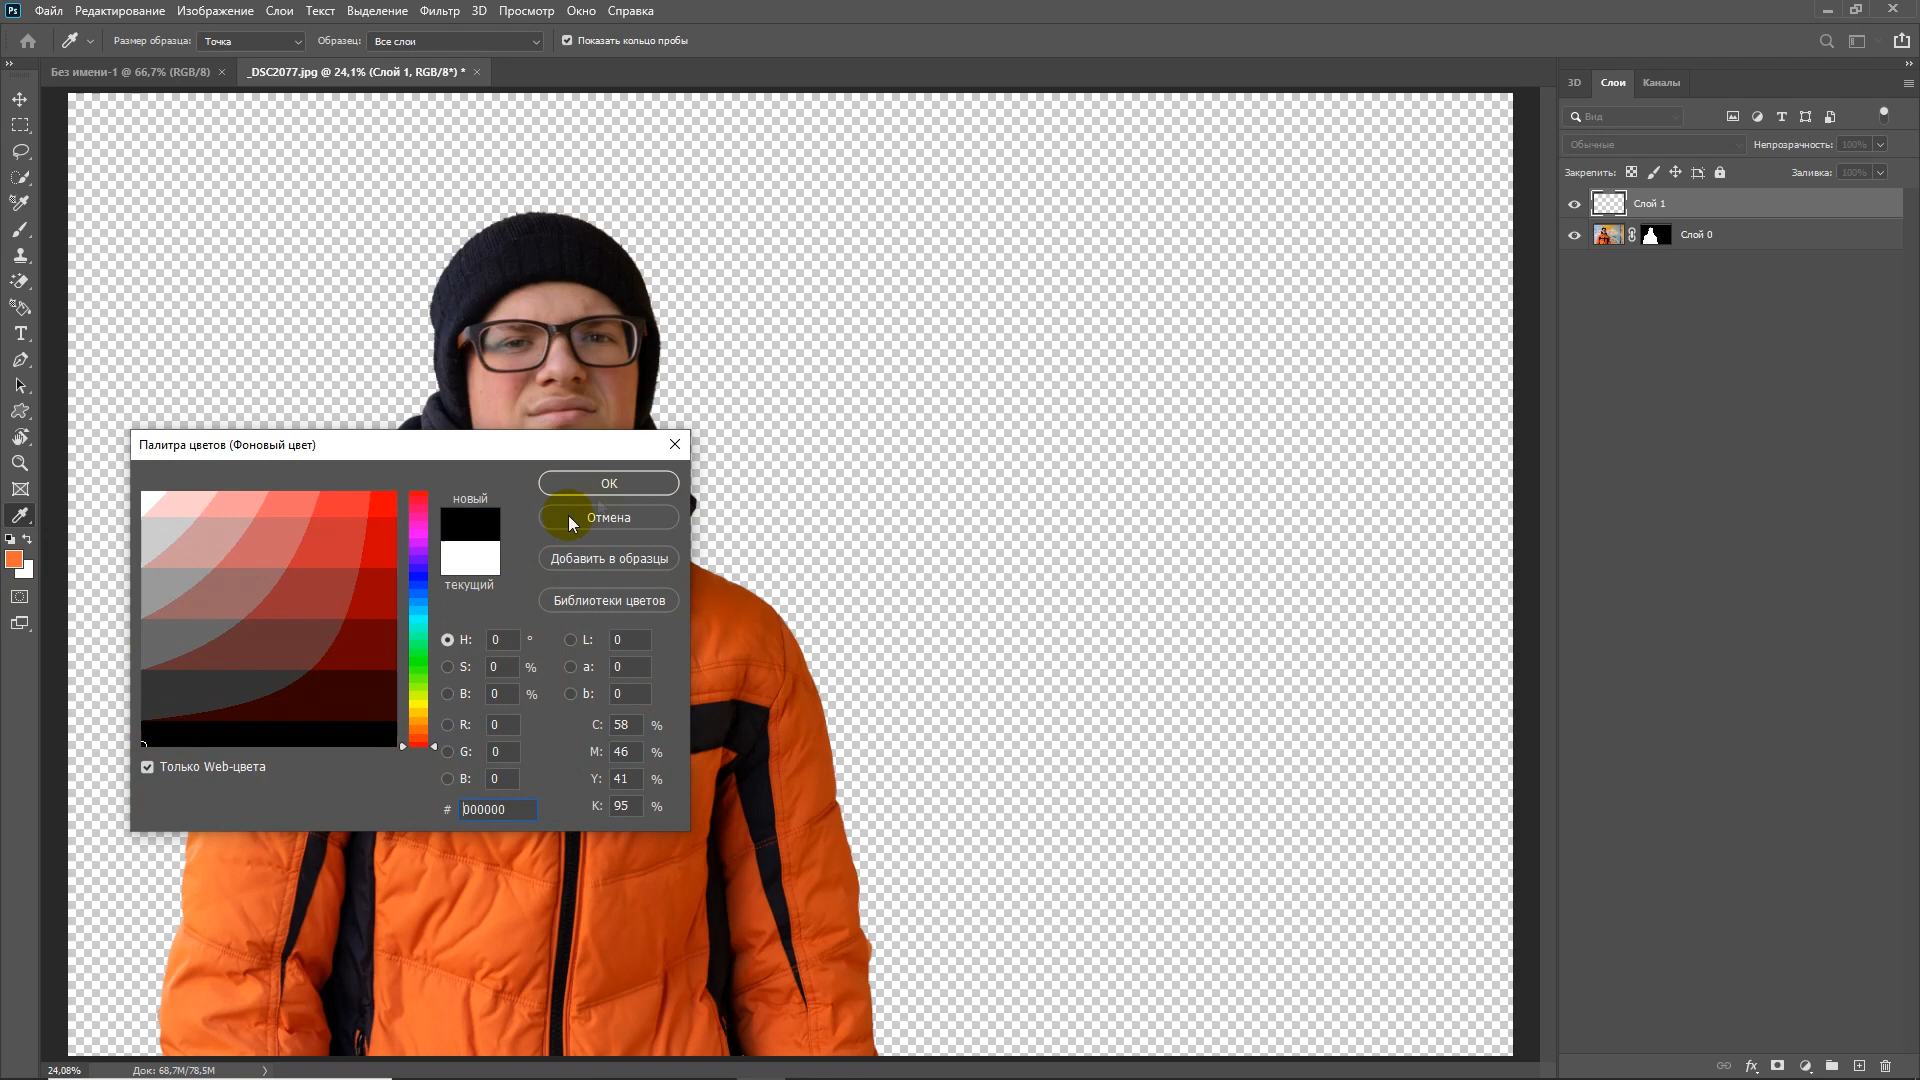 Ps Файл Редактирование Изображение Слои Текст Выделение Фильтр 3D Просмотр Окно Справка
Размер образца: Точка Образец: Все слои Показать кольцо пробы
Без имени-1 @ 66,7% (RGB/8) × _DSC2077.jpg @ 24,1% (Слой 1, RGB/8*) * ×
3D Слои Каналы
Вид
Обычные Непрозрачность: 100%
Закрепить: Заливка: 100%
Слой 1
Слой 0
Палитра цветов (Фоновый цвет)
новый
текущий
ОК
Отмена
Добавить в образцы
Библиотеки цветов
H: 0 ° L: 0
S: 0 % a: 0
B: 0 % b: 0
R: 0 C: 58 %
G: 0 M: 46 %
B: 0 Y: 41 %
# 000000 K: 95 %
Только Web-цвета
24,08% Док: 68,7M/78,5M